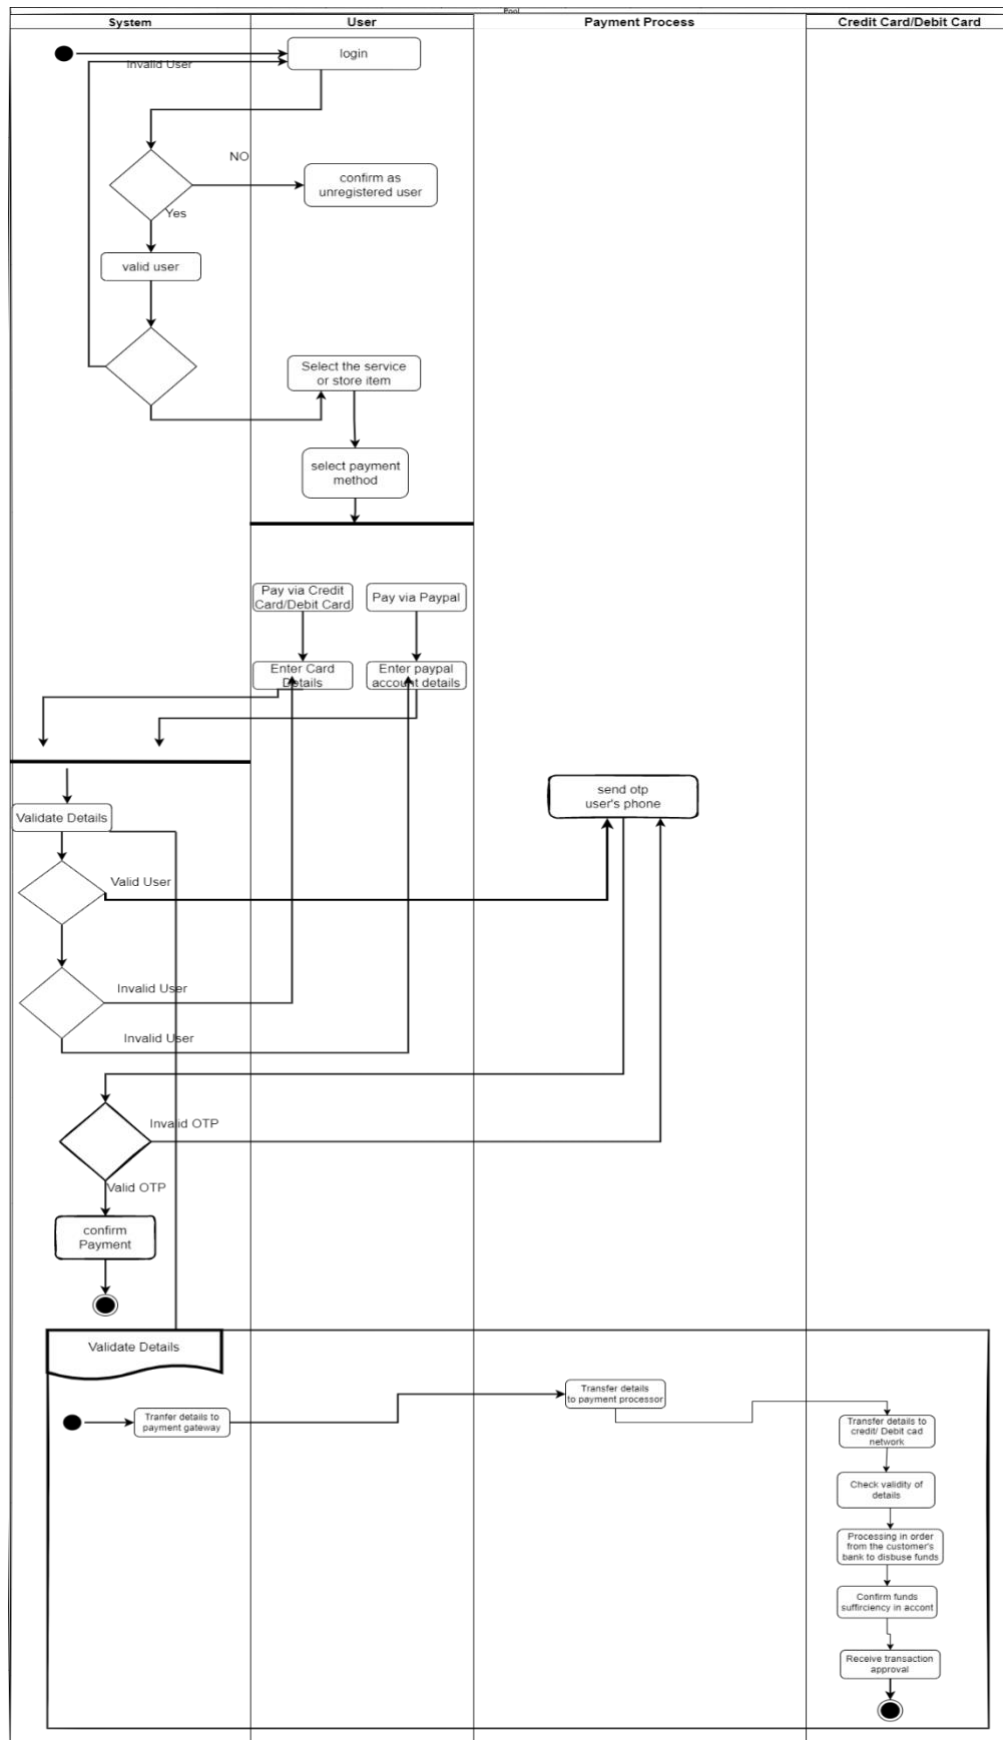 Pool
System
User
Payment Process
Credit Card/Debit Card
login
Invalid User
NO
confirm as
unregistered user
Yes
valid user
Select the service
or store item
select payment
method
Pay via Credit
Card/Debit Card
Pay via Paypal
Enter Card
Details
Enter paypal
account details
send otp
user's phone
Validate Details
Valid User
Invalid User
Invalid User
Invalid OTP
Valid OTP
confirm
Payment
Validate Details
Transfer details
to payment processor
Tranfer details to
payment gateway
Transfer details to
credit/ Debit cad
network
Check validity of
details
Processing in order
from the customer's
bank to disbuse funds
Confirm funds
suffirciency in accont
Receive transaction
approval